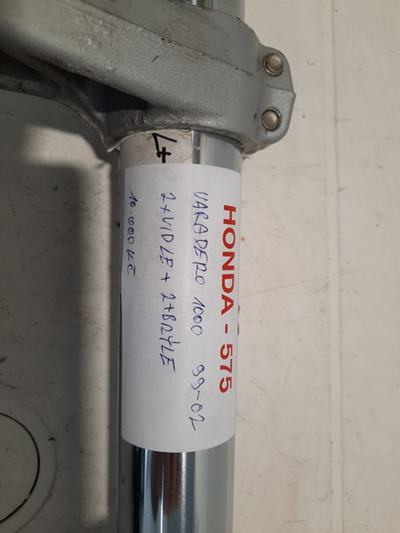 L+
HONDA - 575
VARADERO 1000 99-02
2xVIDLE + 2xBRÝLE
10.000 KČ